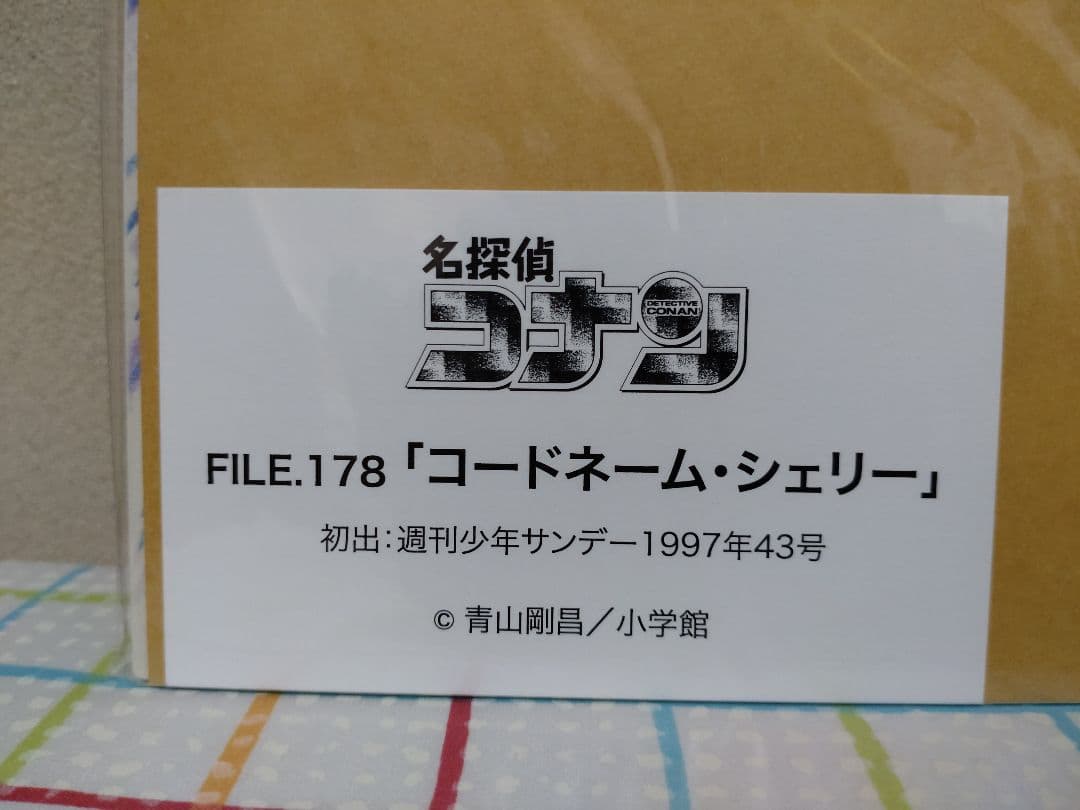 名探偵
コナン
DETECTIVE
CONAN
FILE.178「コードネーム・シェリー」
初出：週刊少年サンデー1997年43号
© 青山剛昌／小学館